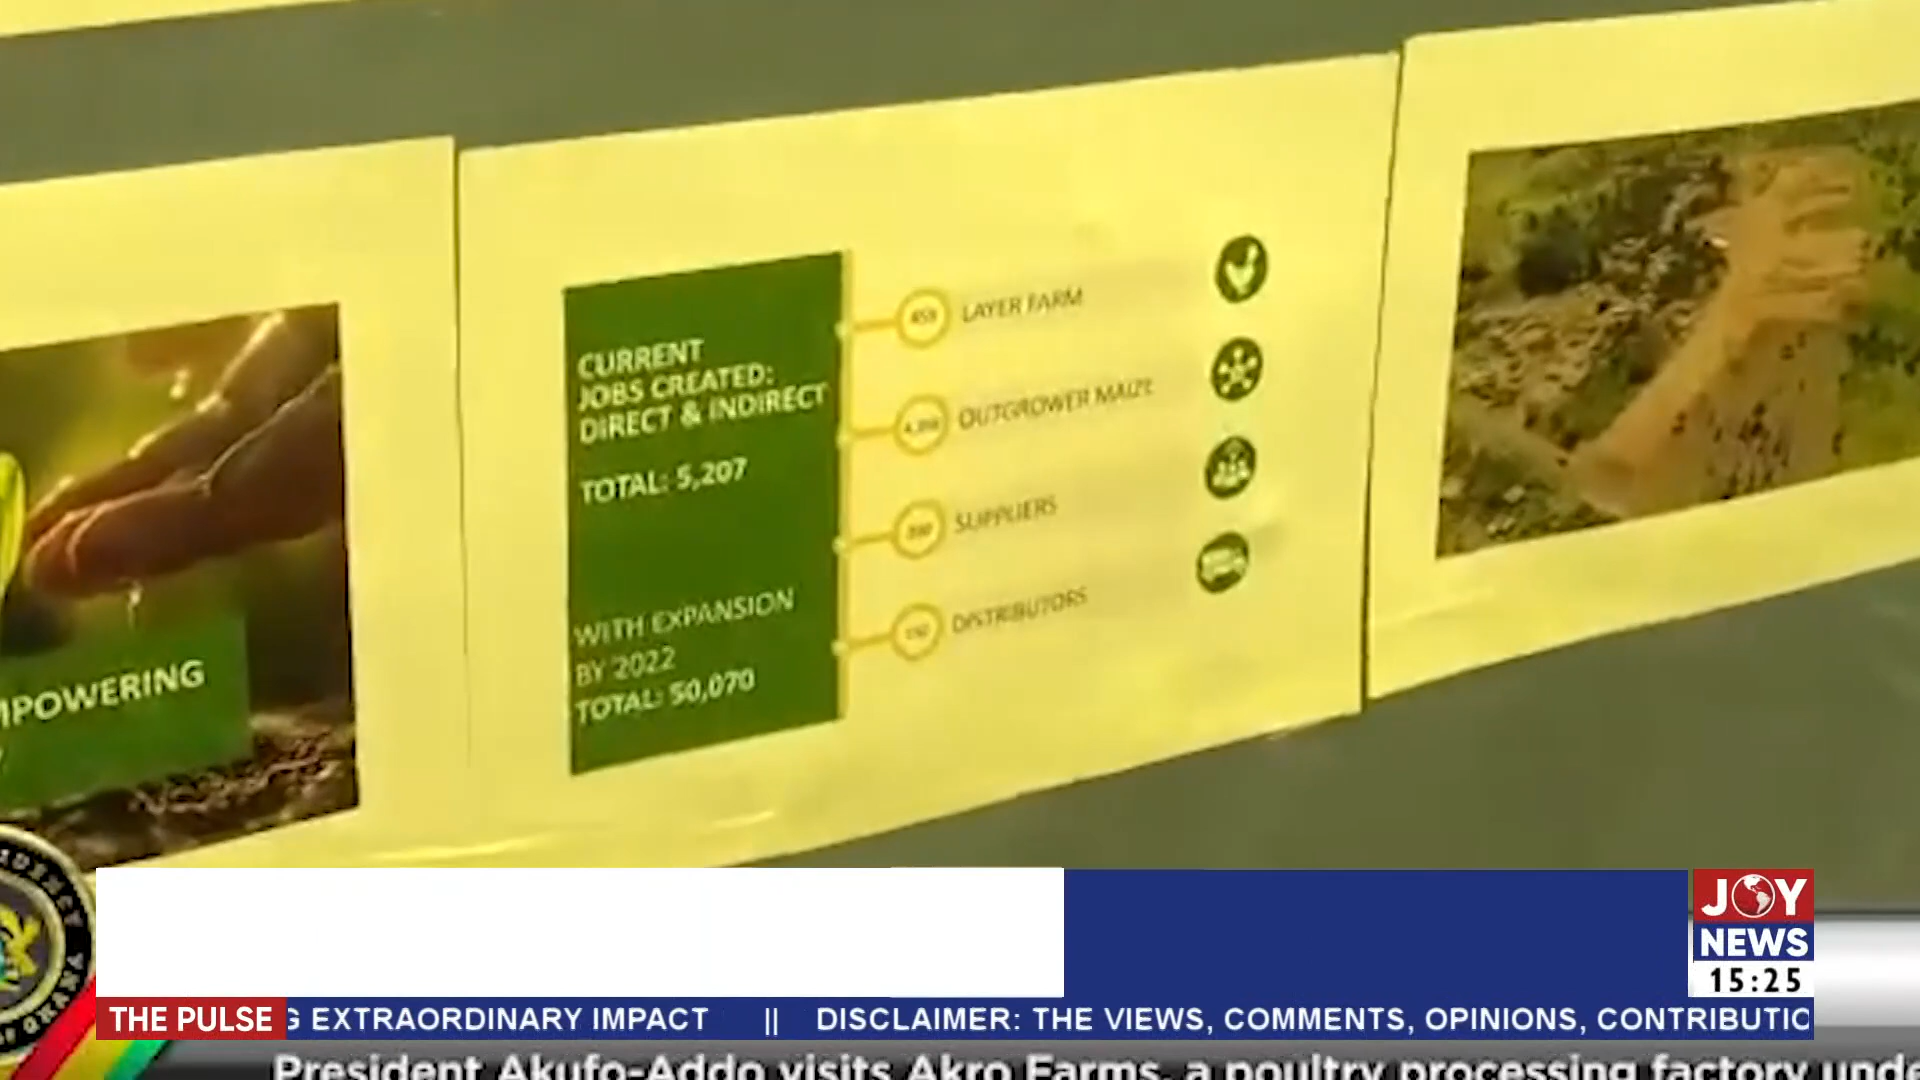 CURRENT
JOBS CREATED:
DIRECT & INDIRECT
TOTAL: 5,207
WITH EXPANSION
BY 2022
TOTAL: 50,070
LAYER FARM
OUTGROWER MAIZE
SUPPLIERS
DISTRIBUTORS
MPOWERING
JOY
NEWS
15:25
THE PULSE
G EXTRAORDINARY IMPACT || DISCLAIMER: THE VIEWS, COMMENTS, OPINIONS, CONTRIBUTIO
President Akufo-Addo visits Akro Farms, a poultry processing factory unde